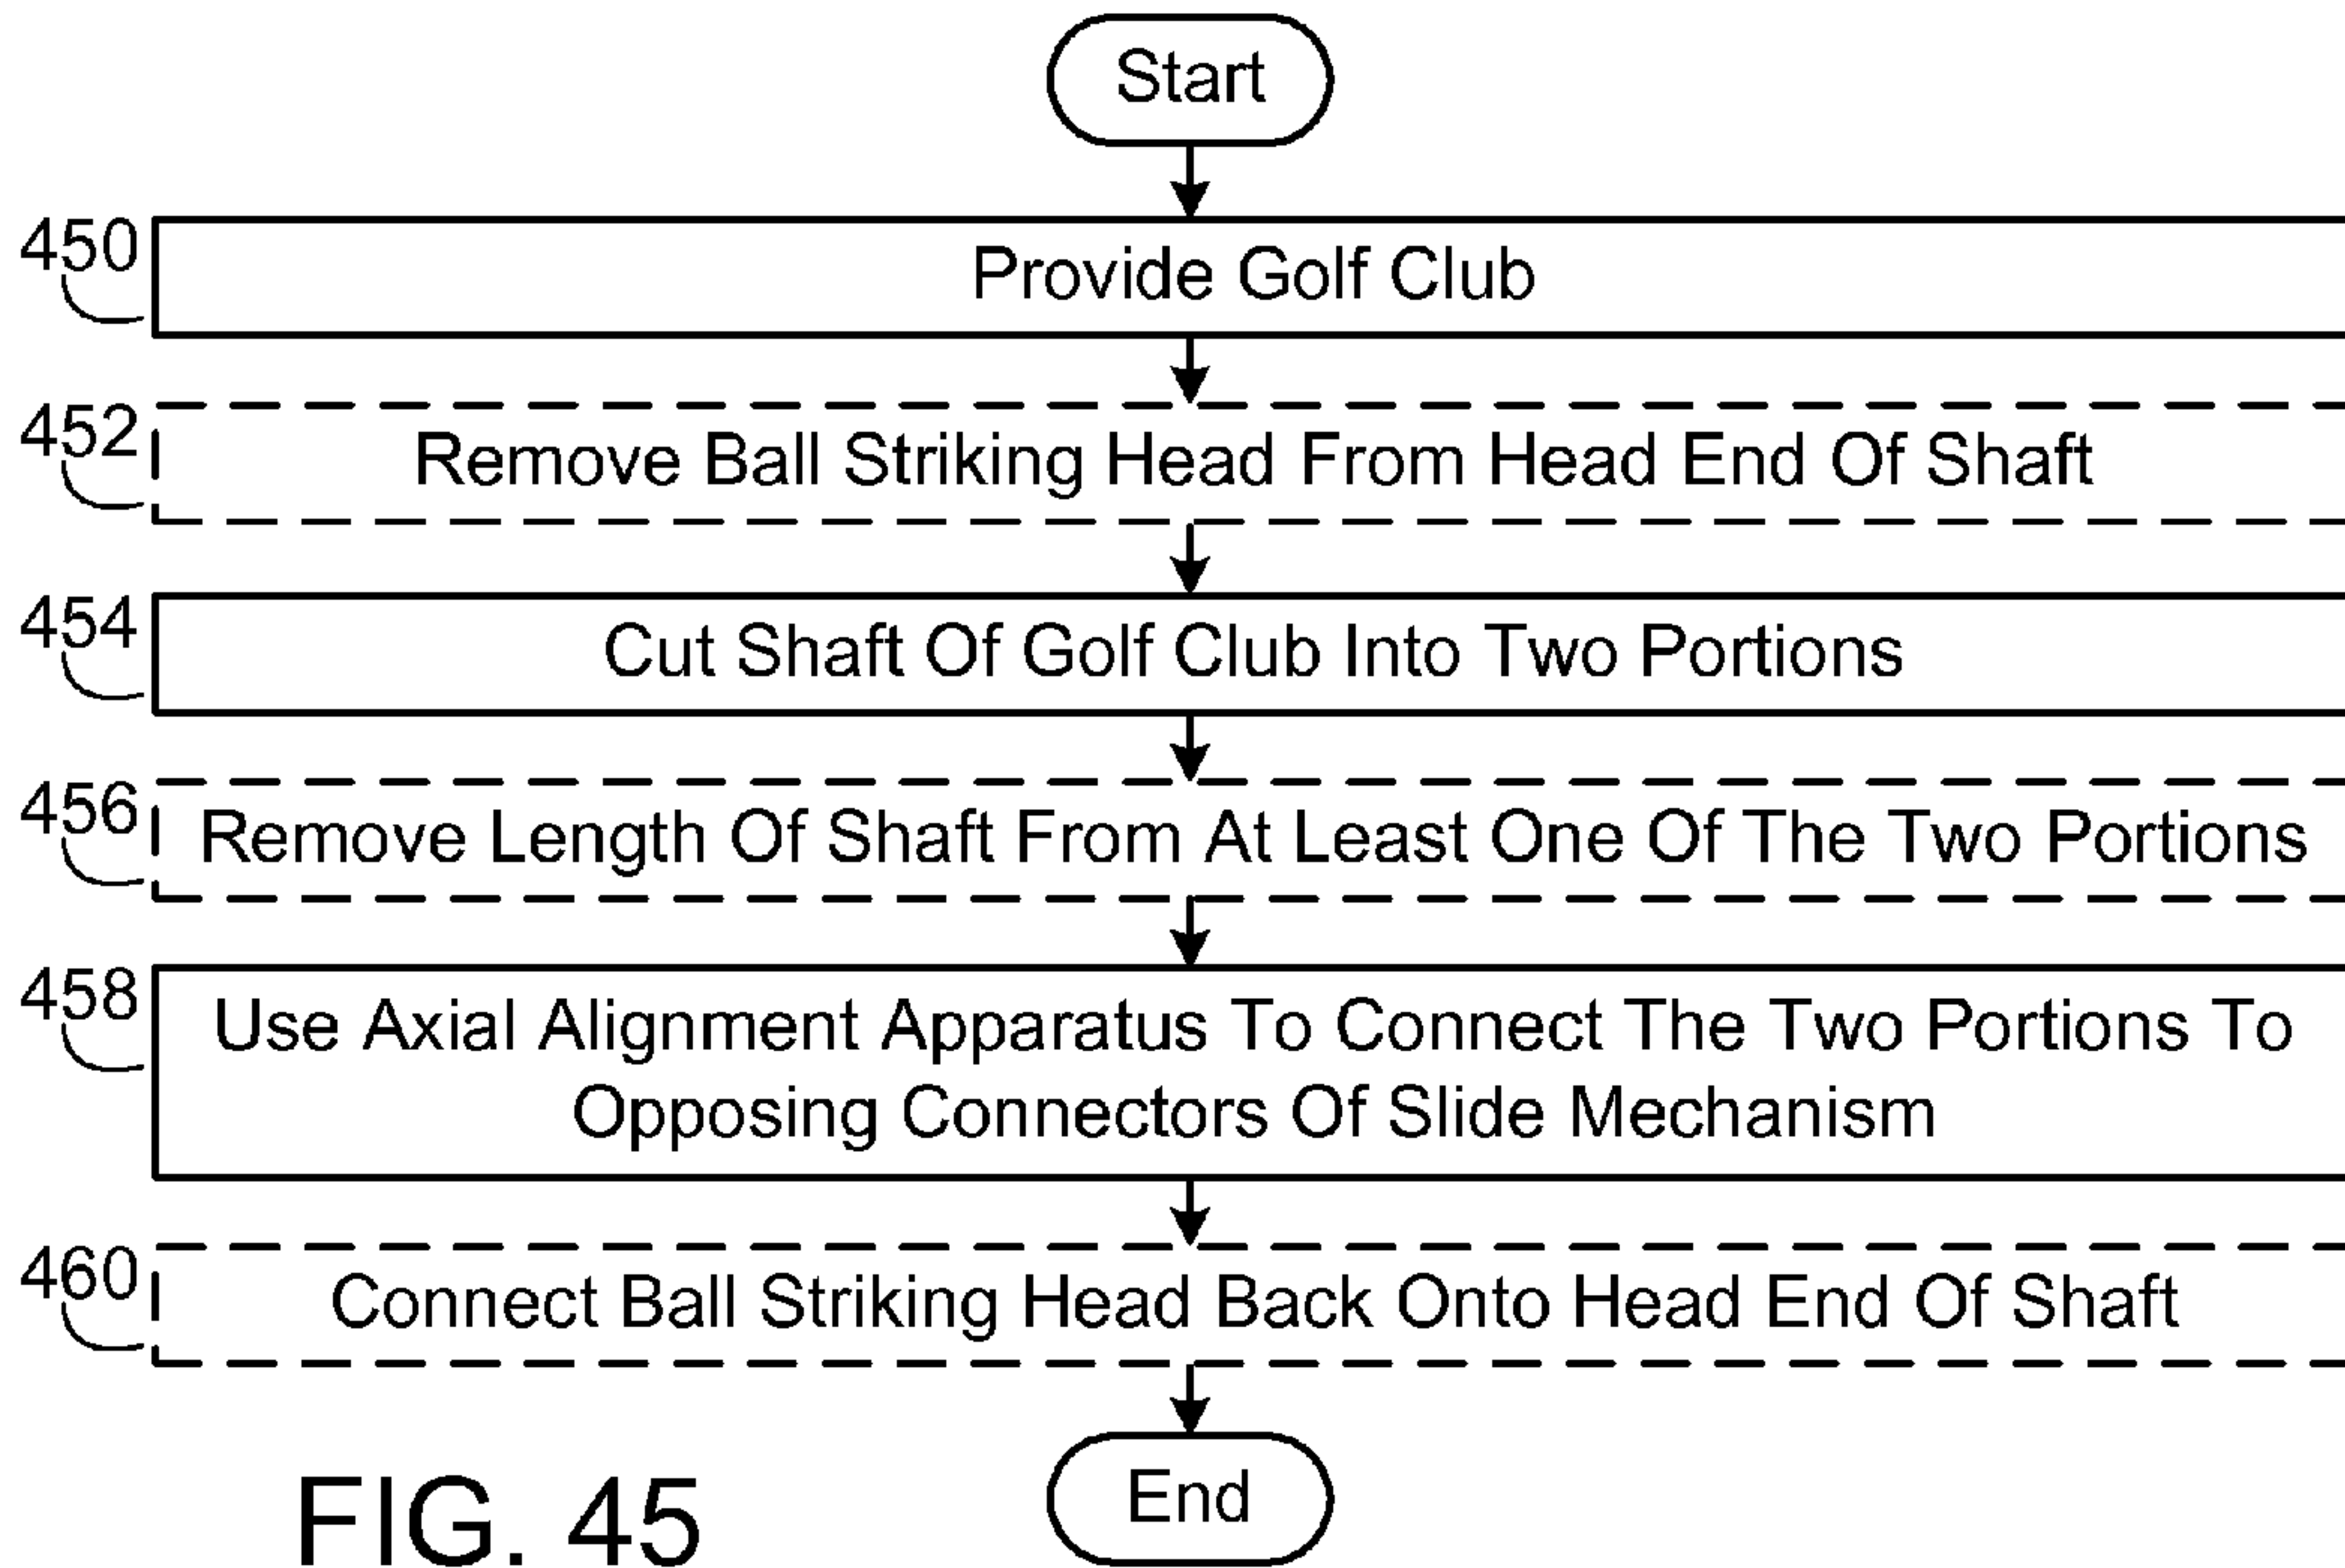 Start
450
Provide Golf Club
452
Remove Ball Striking Head From Head End Of Shaft
454
Cut Shaft Of Golf Club Into Two Portions
456
Remove Length Of Shaft From At Least One Of The Two Portions
458
Use Axial Alignment Apparatus To Connect The Two Portions To
Opposing Connectors Of Slide Mechanism
460
Connect Ball Striking Head Back Onto Head End Of Shaft
End
FIG. 45